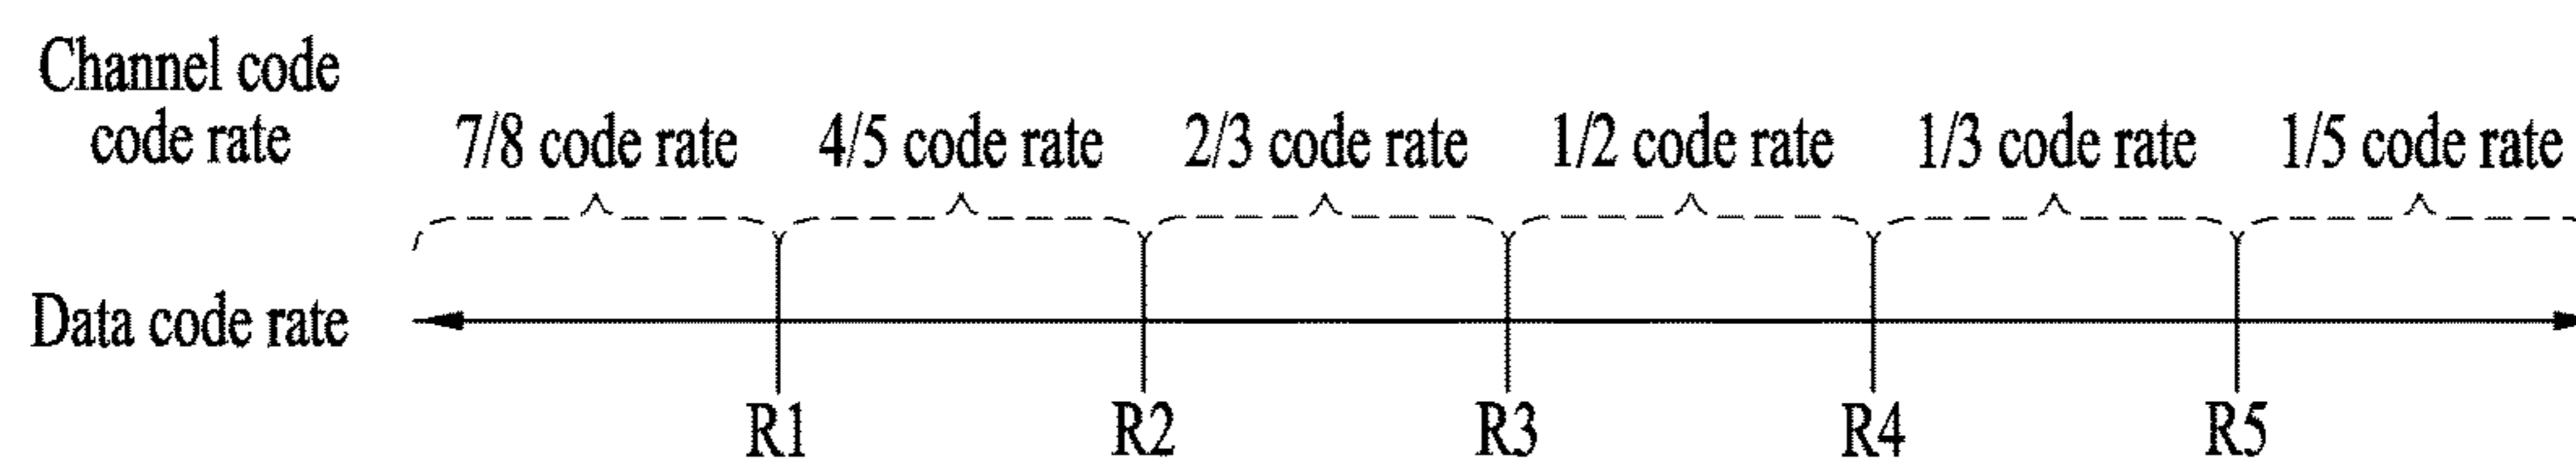 Channel code
code rate
7/8 code rate
4/5 code rate
2/3 code rate
1/2 code rate
1/3 code rate
1/5 code rate
Data code rate
R1
R2
R3
R4
R5